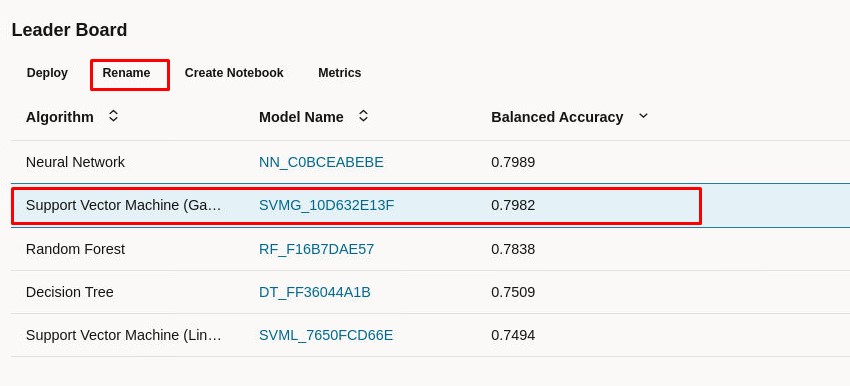 Leader Board
Deploy Rename Create Notebook Metrics
Algorithm Model Name Balanced Accuracy
Neural Network NN_C0BCEABEBE 0.7989
Support Vector Machine (Ga… SVMG_10D632E13F 0.7982
Random Forest RF_F16B7DAE57 0.7838
Decision Tree DT_FF36044A1B 0.7509
Support Vector Machine (Lin… SVML_7650FCD66E 0.7494